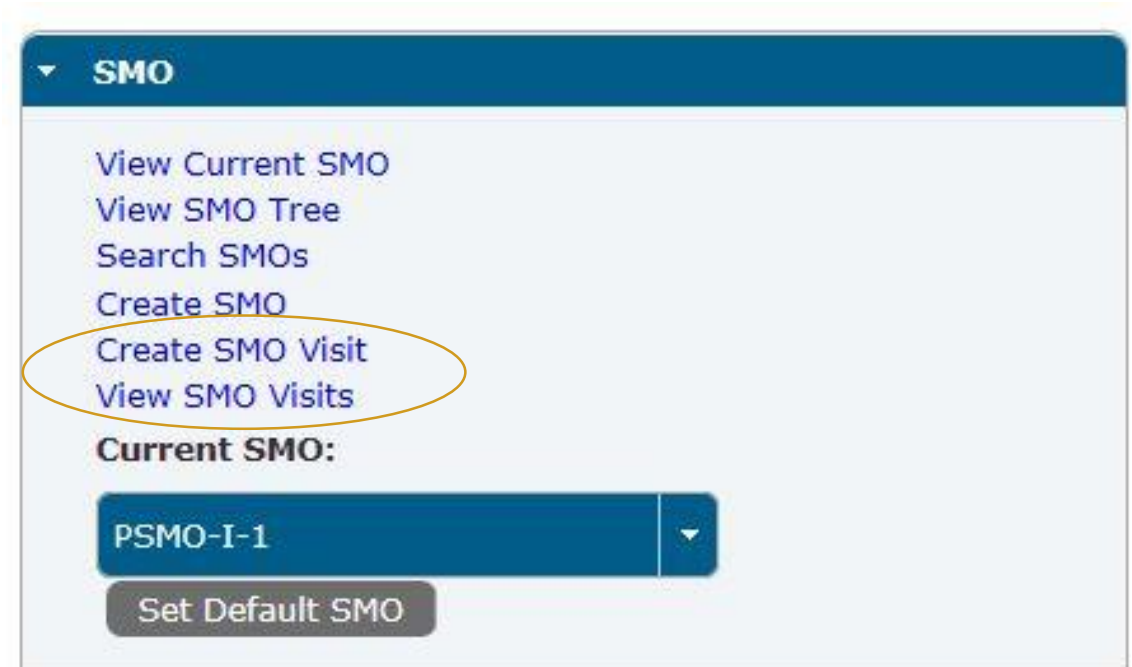 SMO
View Current SMO
View SMO Tree
Search SMOs
Create SMO
Create SMO Visit
View SMO Visits
Current SMO:
PSMO-I-1
Set Default SMO